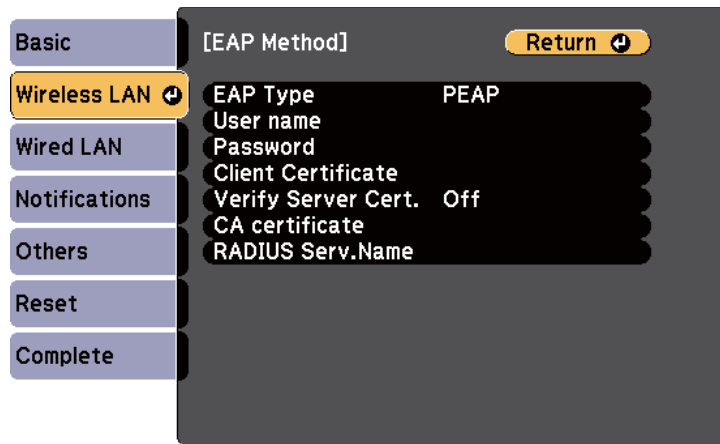 Basic
Wireless LAN
Wired LAN
Notifications
Others
Reset
Complete
[EAP Method]
Return
EAP Type PEAP
User name
Password
Client Certificate
Verify Server Cert. Off
CA certificate
RADIUS Serv.Name